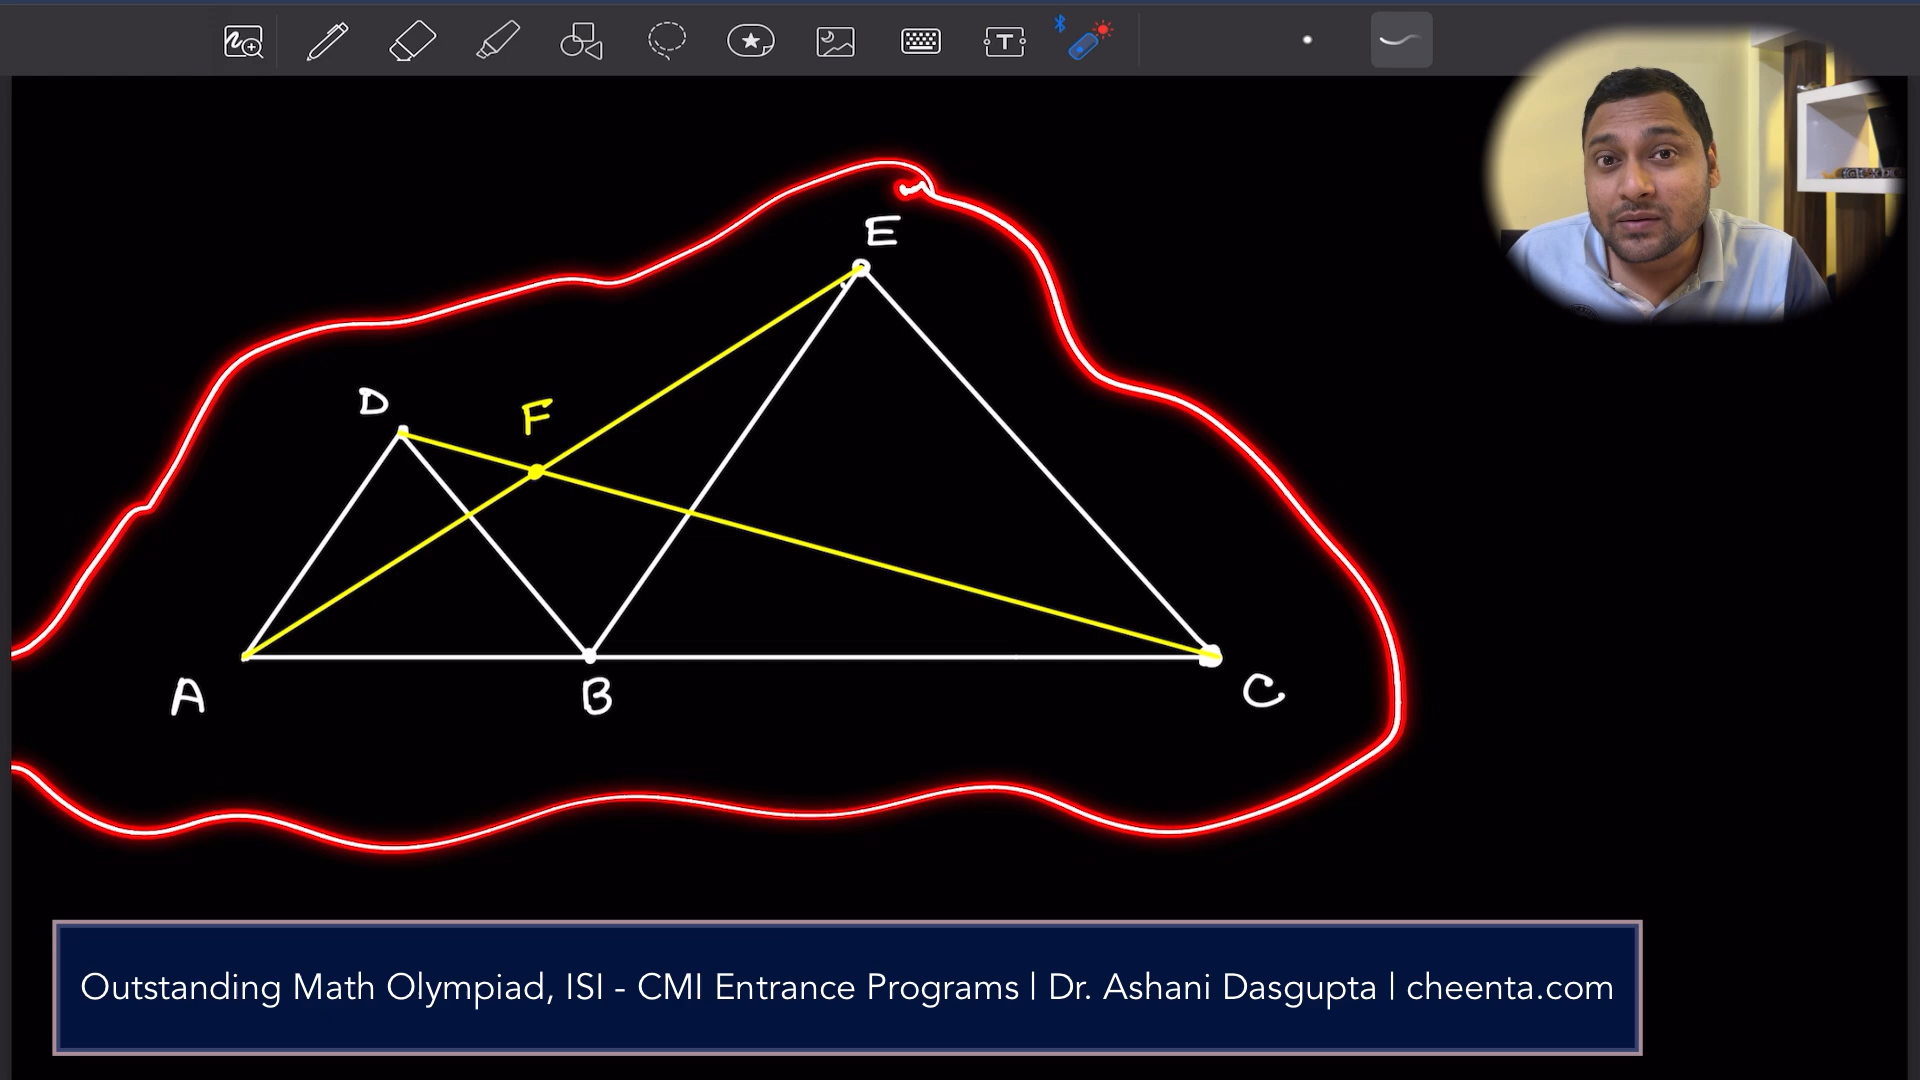 E
D
F
A
B
C
Outstanding Math Olympiad, ISI - CMI Entrance Programs | Dr. Ashani Dasgupta | cheenta.com